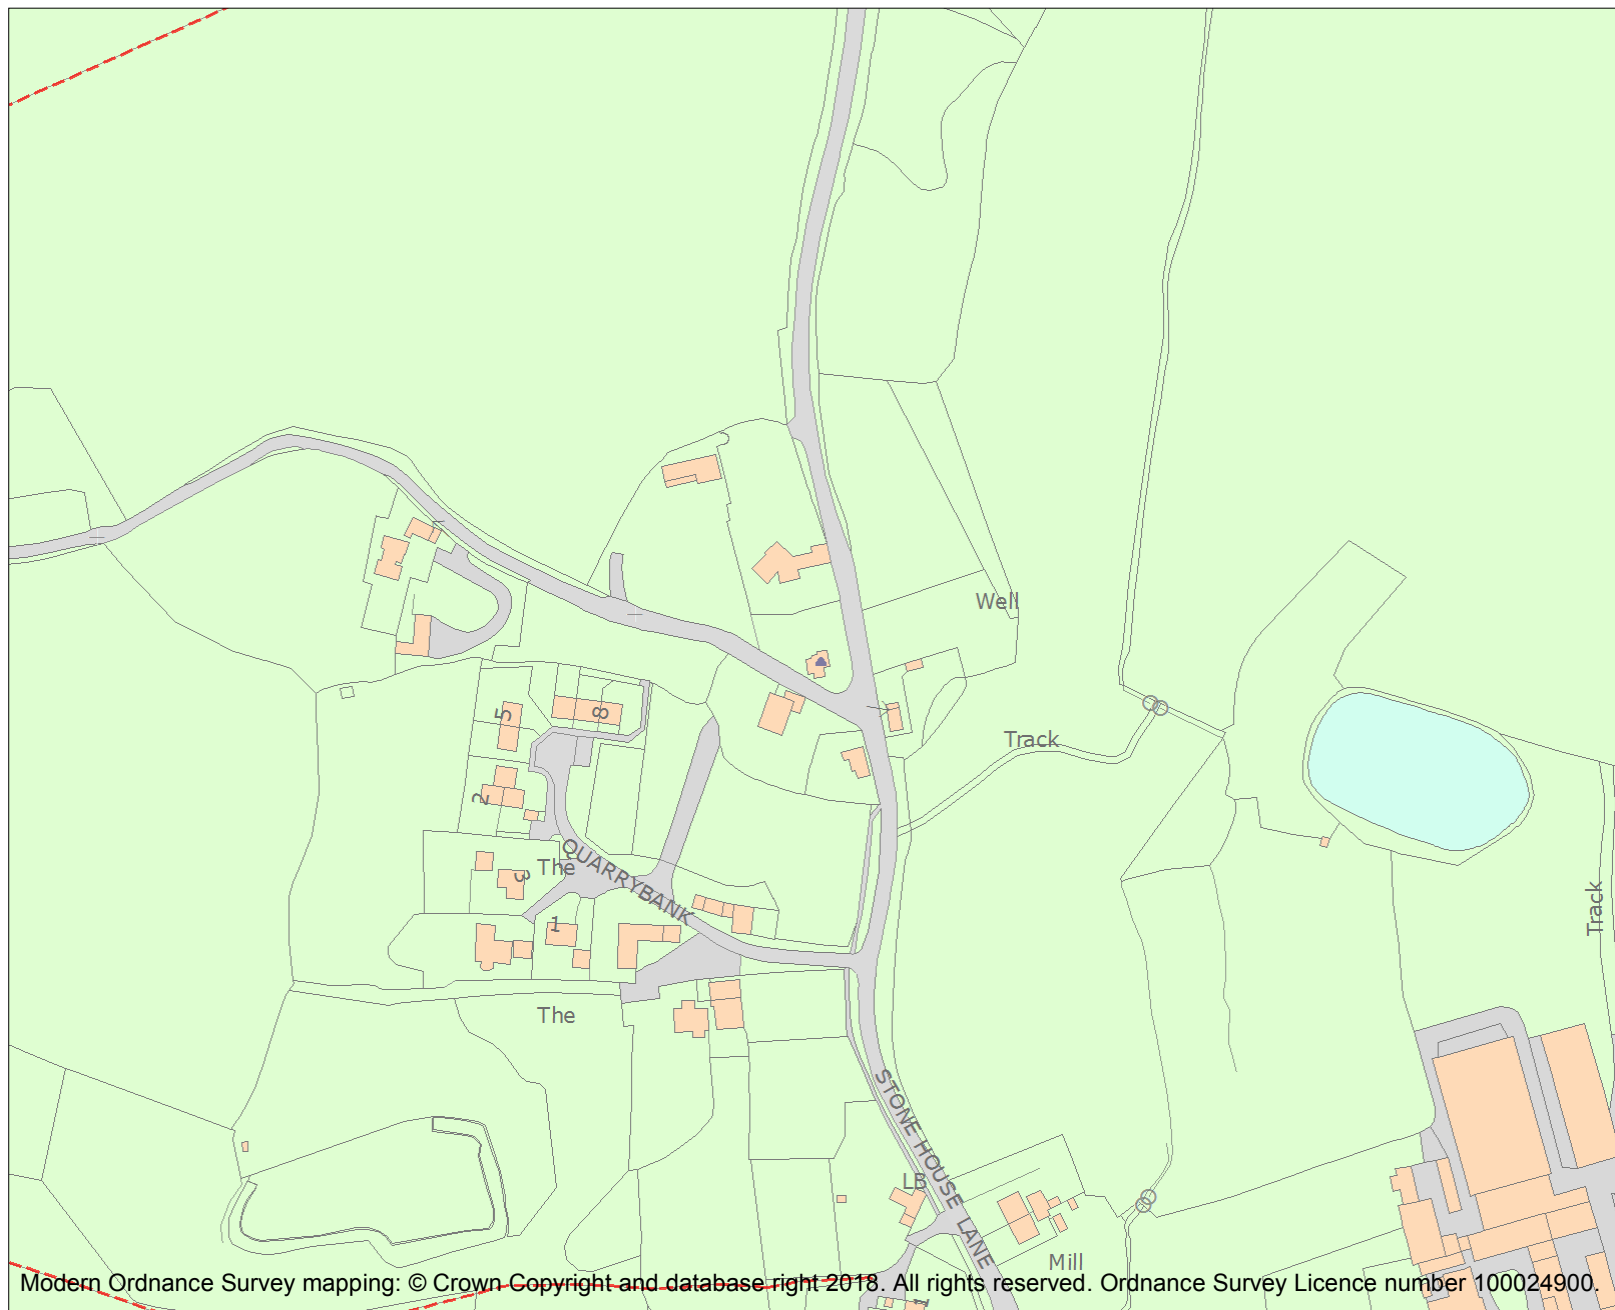 Well
5
8
Track
2
QUARRYBANK
The
3
1
Track
The
STONE HOUSE LANE
LB
Mill
Modern Ordnance Survey mapping: © Crown Copyright and database right 2018. All rights reserved. Ordnance Survey Licence number 100024900.
1